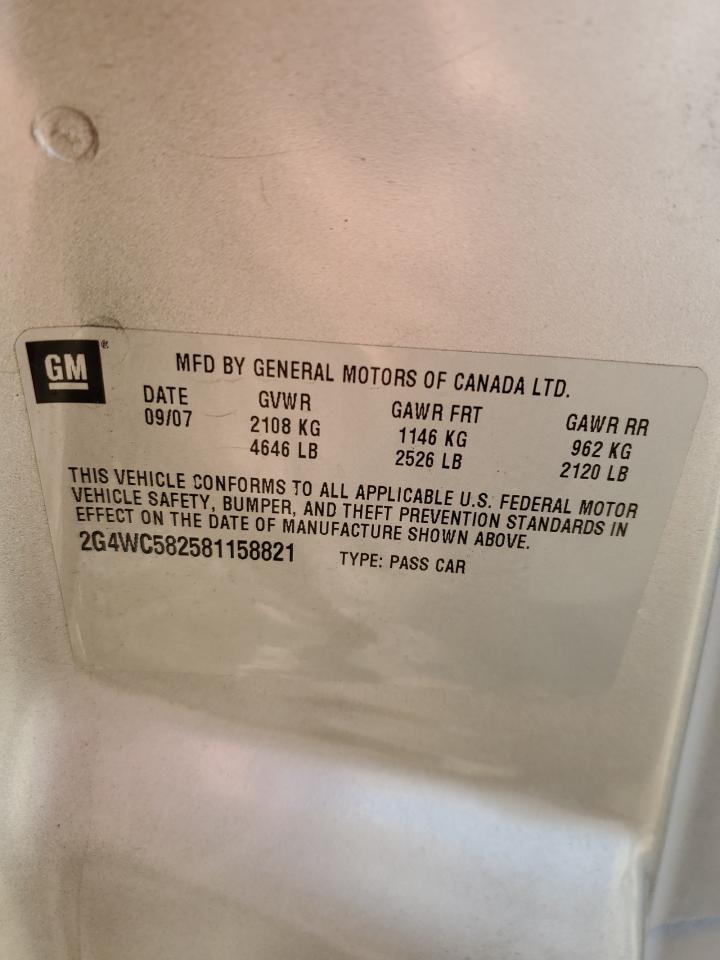 GM®
MFD BY GENERAL MOTORS OF CANADA LTD.
DATE GVWR GAWR FRT GAWR RR
09/07 2108 KG 1146 KG 962 KG
4646 LB 2526 LB 2120 LB
THIS VEHICLE CONFORMS TO ALL APPLICABLE U.S. FEDERAL MOTOR
VEHICLE SAFETY, BUMPER, AND THEFT PREVENTION STANDARDS IN
EFFECT ON THE DATE OF MANUFACTURE SHOWN ABOVE.
2G4WC582581158821 TYPE: PASS CAR